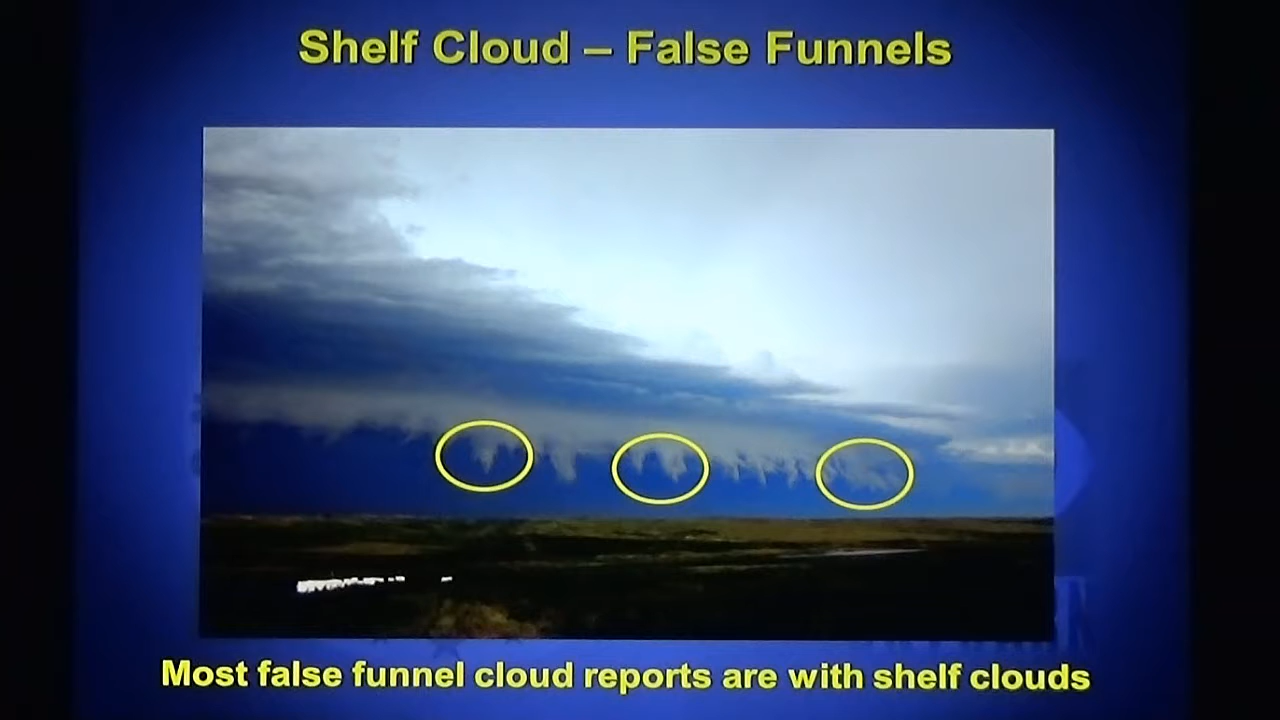 Shelf Cloud – False Funnels
Most false funnel cloud reports are with shelf clouds